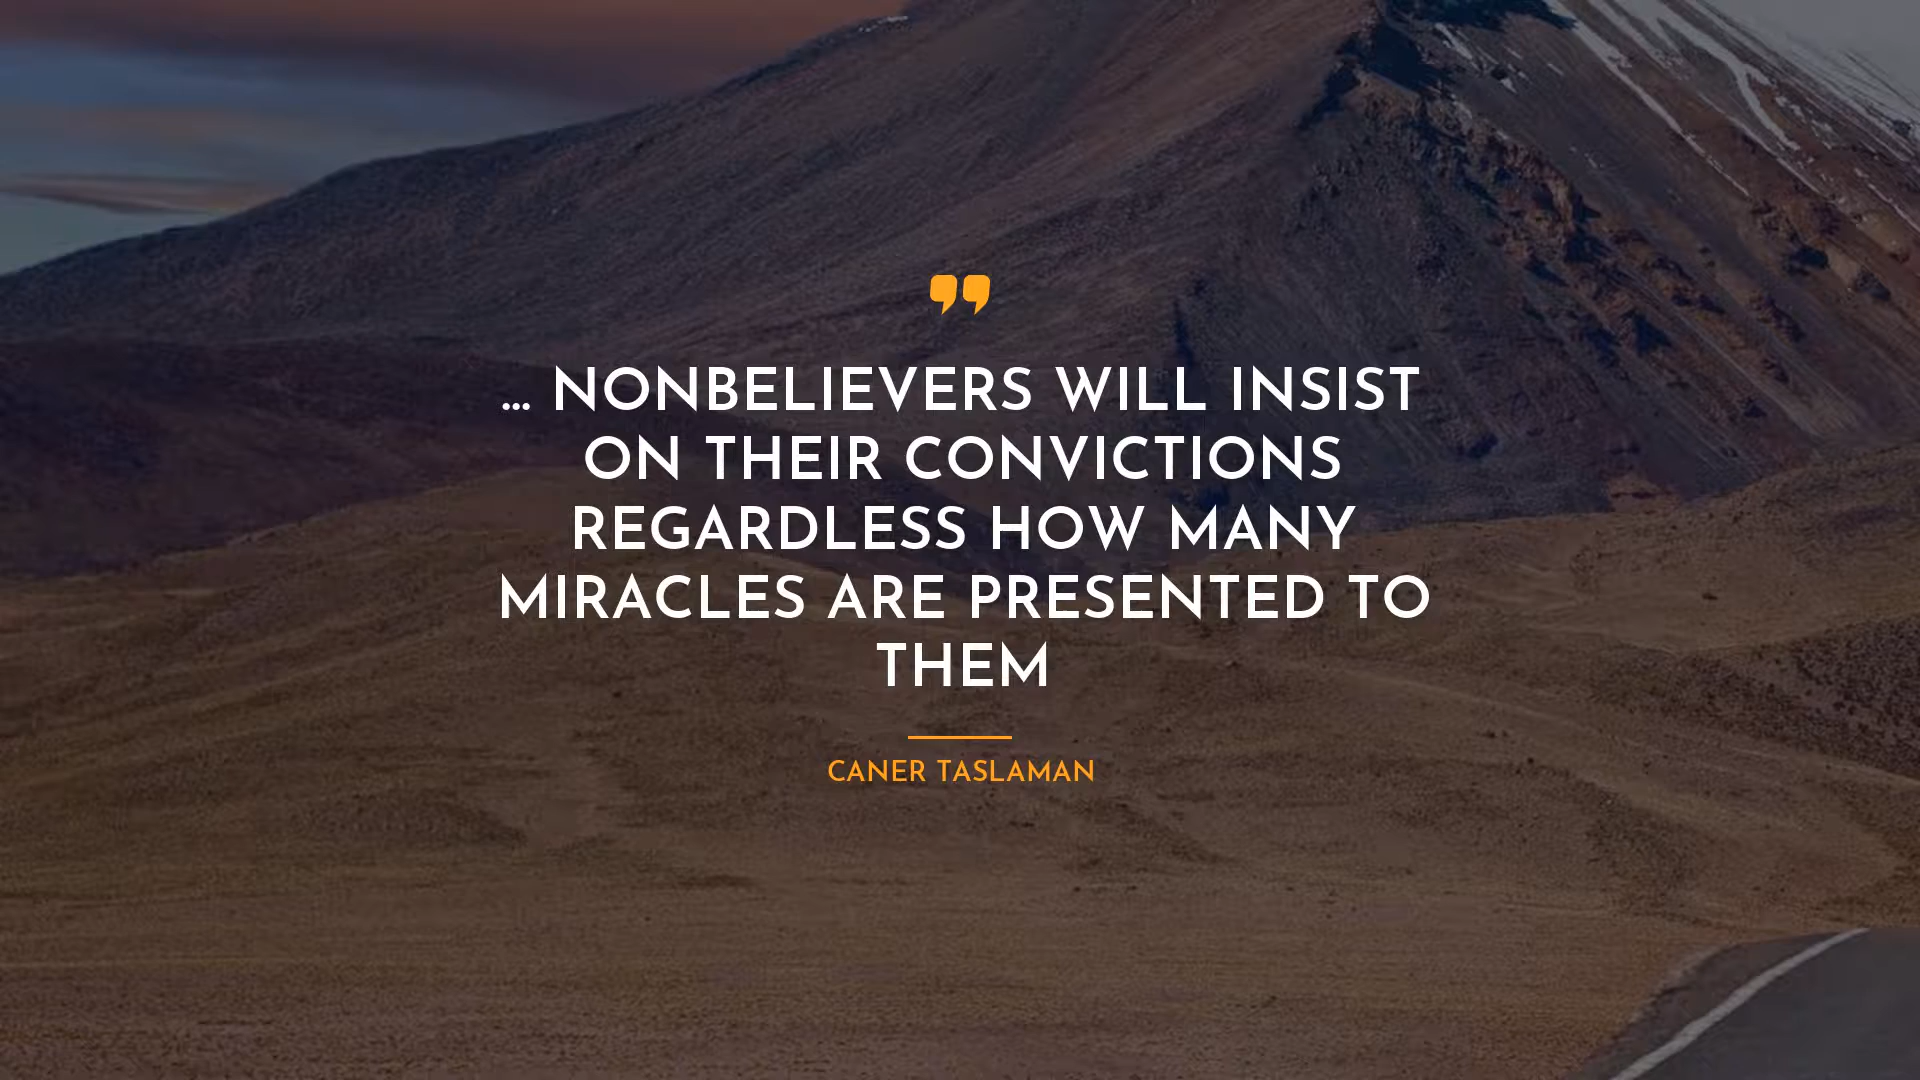 ”
... NONBELIEVERS WILL INSIST
ON THEIR CONVICTIONS
REGARDLESS HOW MANY
MIRACLES ARE PRESENTED TO
THEM
CANER TASLAMAN